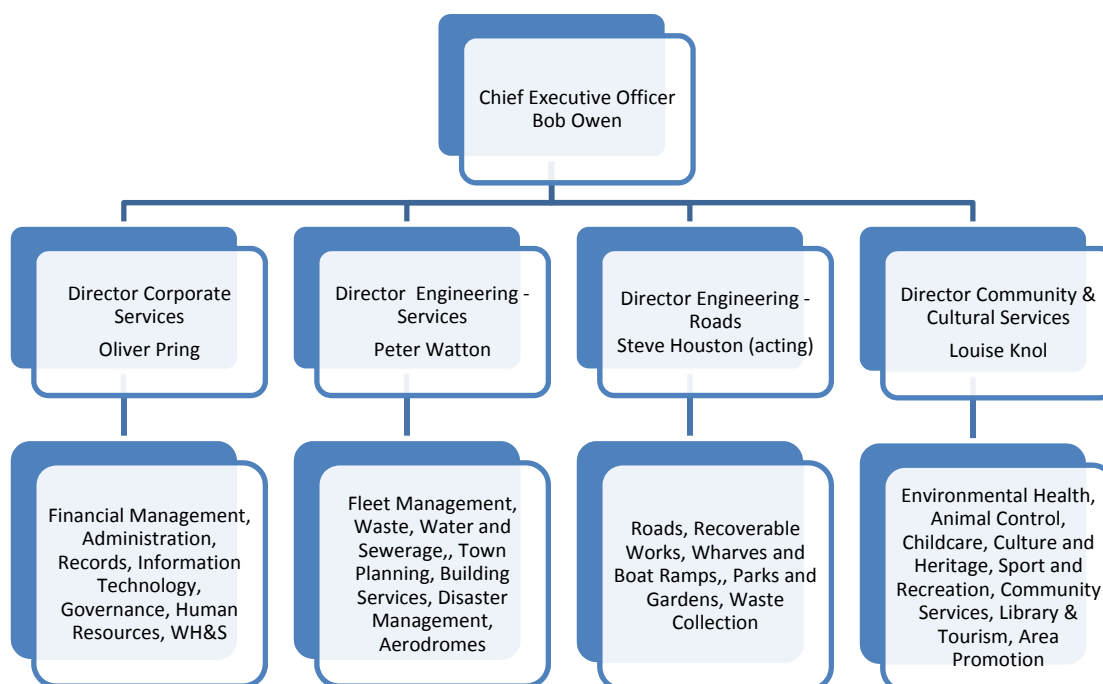 Chief Executive Officer
Bob Owen
Director Corporate
Services
Oliver Pring
Director Engineering -
Services
Peter Watton
Director Engineering -
Roads
Steve Houston (acting)
Director Community &
Cultural Services
Louise Knol
Financial Management,
Administration,
Records, Information
Technology,
Governance, Human
Resources, WH&S
Fleet Management,
Waste, Water and
Sewerage,, Town
Planning, Building
Services, Disaster
Management,
Aerodromes
Roads, Recoverable
Works, Wharves and
Boat Ramps,, Parks and
Gardens, Waste
Collection
Environmental Health,
Animal Control,
Childcare, Culture and
Heritage, Sport and
Recreation, Community
Services, Library &
Tourism, Area
Promotion